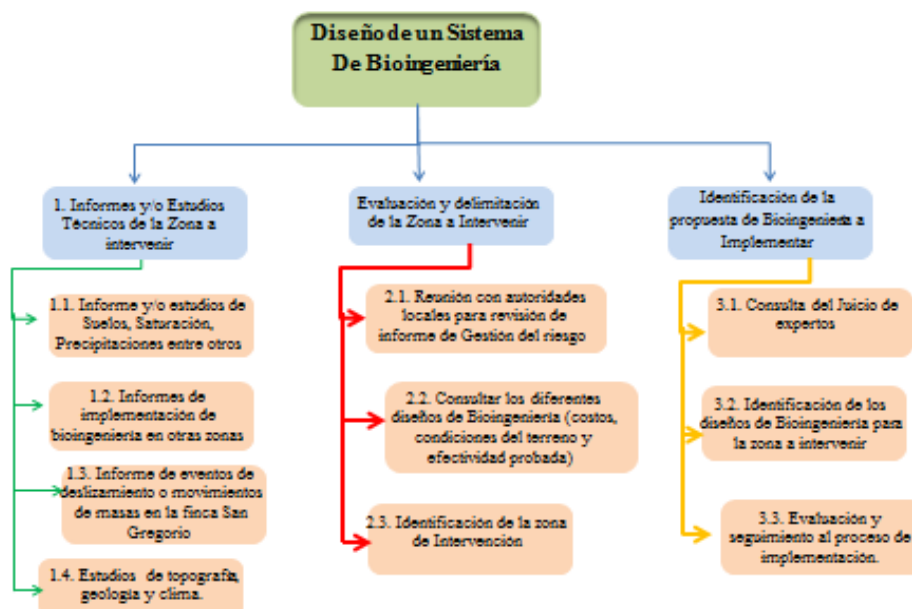 Diseño de un Sistema
De Bioingeniería
1. Informes y/o Estudios
Técnicos de la Zona a
intervenir
1.1. Informe y/o estudios de
Suelos, Saturación,
Precipitaciones entre otros
1.2. Informes de
implementación de
bioingeniería en otras zonas
1.3. Informe de eventos de
deslizamiento o movimientos
de masas en la finca San
Gregorio
1.4. Estudios de topografía,
geología y clima.
Evaluación y delimitación
de la Zona a Intervenir
2.1. Reunión con autoridades
locales para revisión de
informe de Gestión del riesgo
2.2. Consultar los diferentes
diseños de Bioingeniería (costos,
condiciones del terreno y
efectividad probada)
2.3. Identificación de la zona
de Intervención
Identificación de la
propuesta de Bioingeniería a
Implementar
3.1. Consulta del Juicio de
expertos
3.2. Identificación de los
diseños de Bioingeniería para
la zona a intervenir
3.3. Evaluación y
seguimiento al proceso de
implementación.